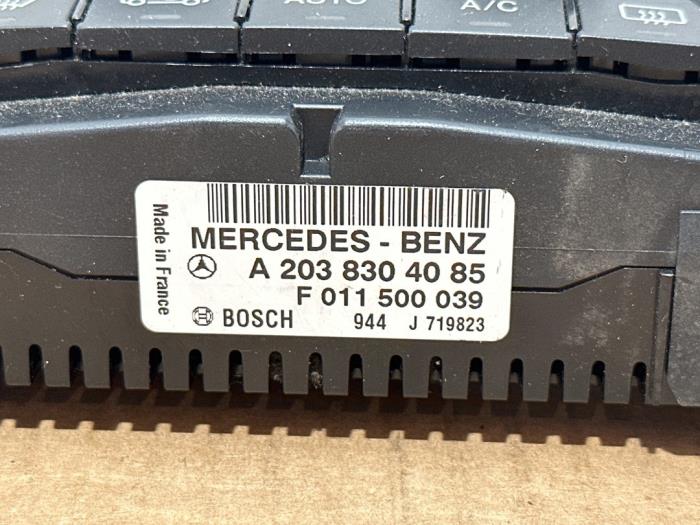 AUTO
A/C
Made in France
MERCEDES - BENZ
A 203 830 40 85
F 011 500 039
BOSCH 944 J 719823